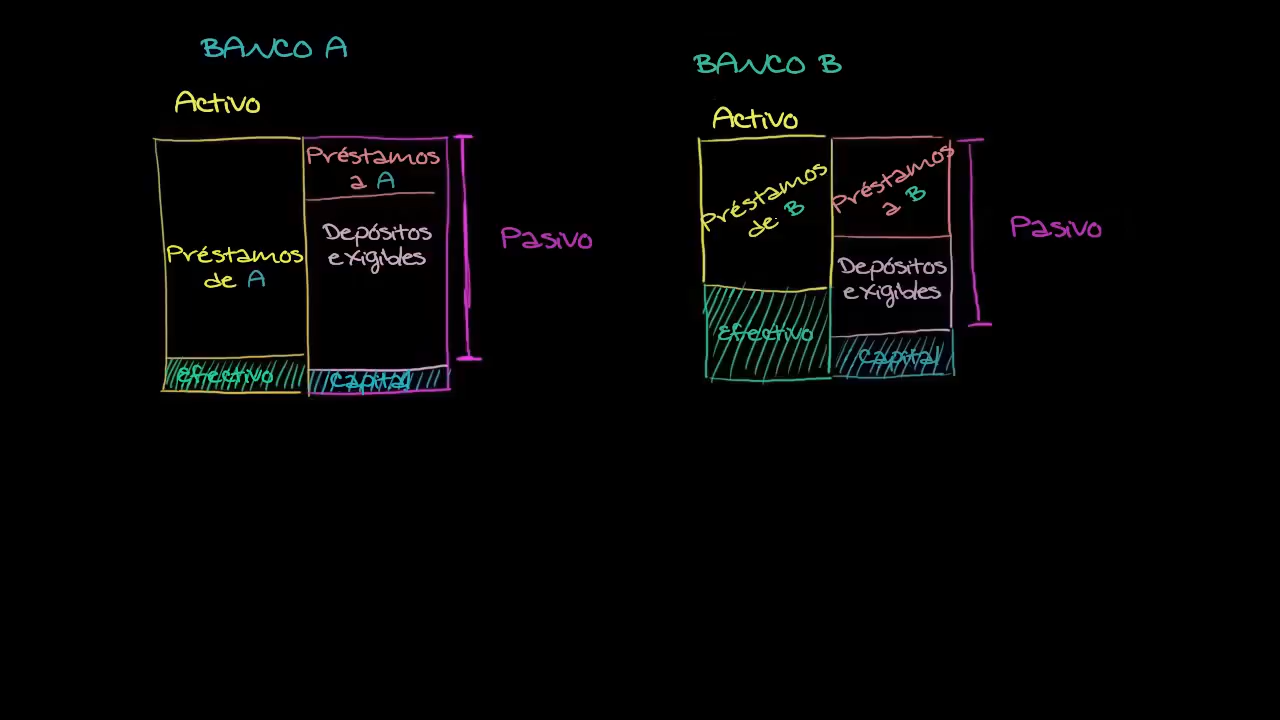 BANCO A
Activo
Préstamos
a A
Depósitos
exigibles
Préstamos
de A
Efectivo
Capital
Pasivo
BANCO B
Activo
Préstamos
de B
Préstamos
a B
Depósitos
exigibles
Efectivo
Capital
Pasivo